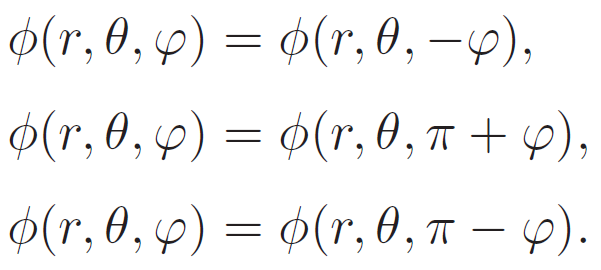 ϕ(r, θ, φ) = ϕ(r, θ, −φ),
ϕ(r, θ, φ) = ϕ(r, θ, π + φ),
ϕ(r, θ, φ) = ϕ(r, θ, π − φ).